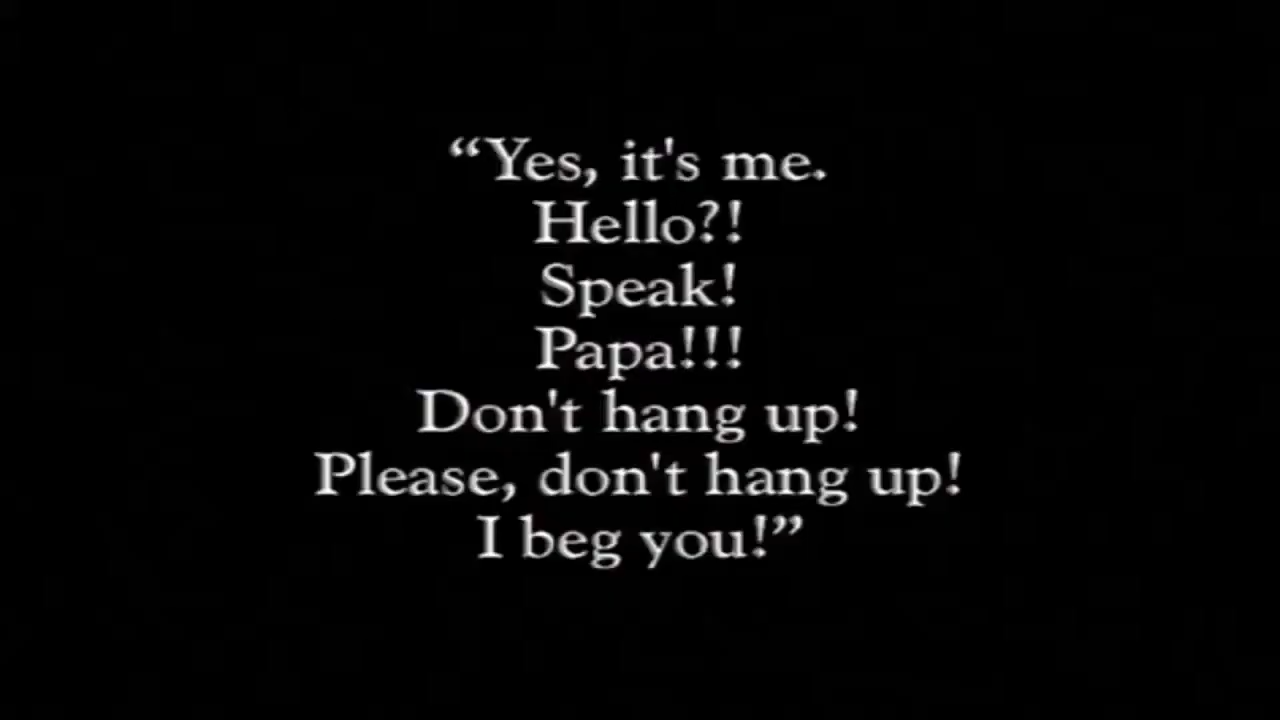 “Yes, it's me.
Hello?!
Speak!
Papa!!!
Don't hang up!
Please, don't hang up!
I beg you!”